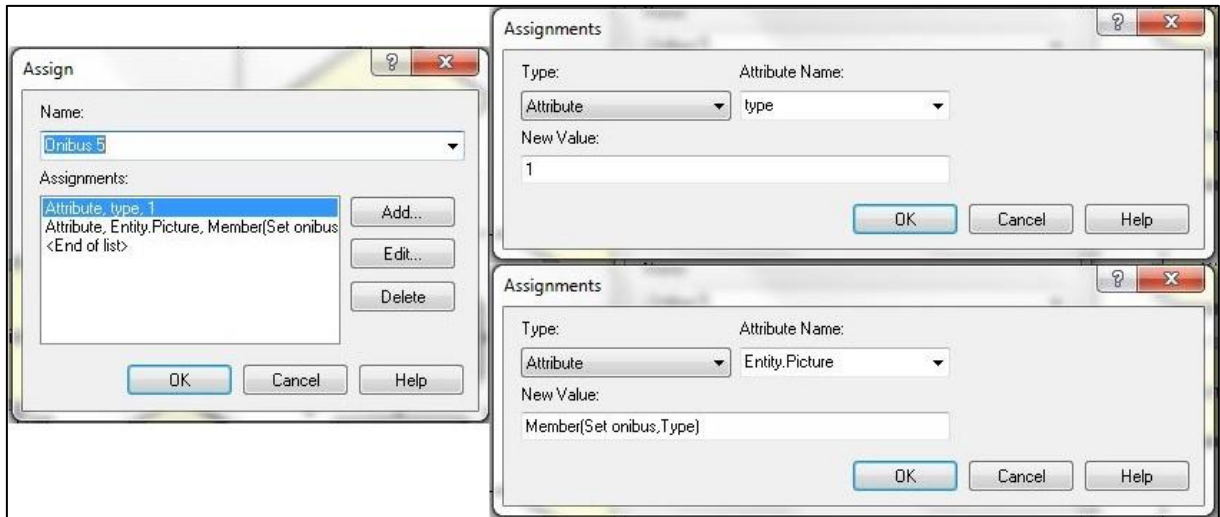 Assign
Name:
Onibus 5
Assignments:
Attribute, type, 1
Attribute, Entity.Picture, Member(Set onibus
<End of list>
Add...
Edit...
Delete
OK Cancel Help
Assignments
Type: Attribute Name:
Attribute type
New Value:
1
OK Cancel Help
Assignments
Type: Attribute Name:
Attribute Entity.Picture
New Value:
Member(Set onibus,Type)
OK Cancel Help